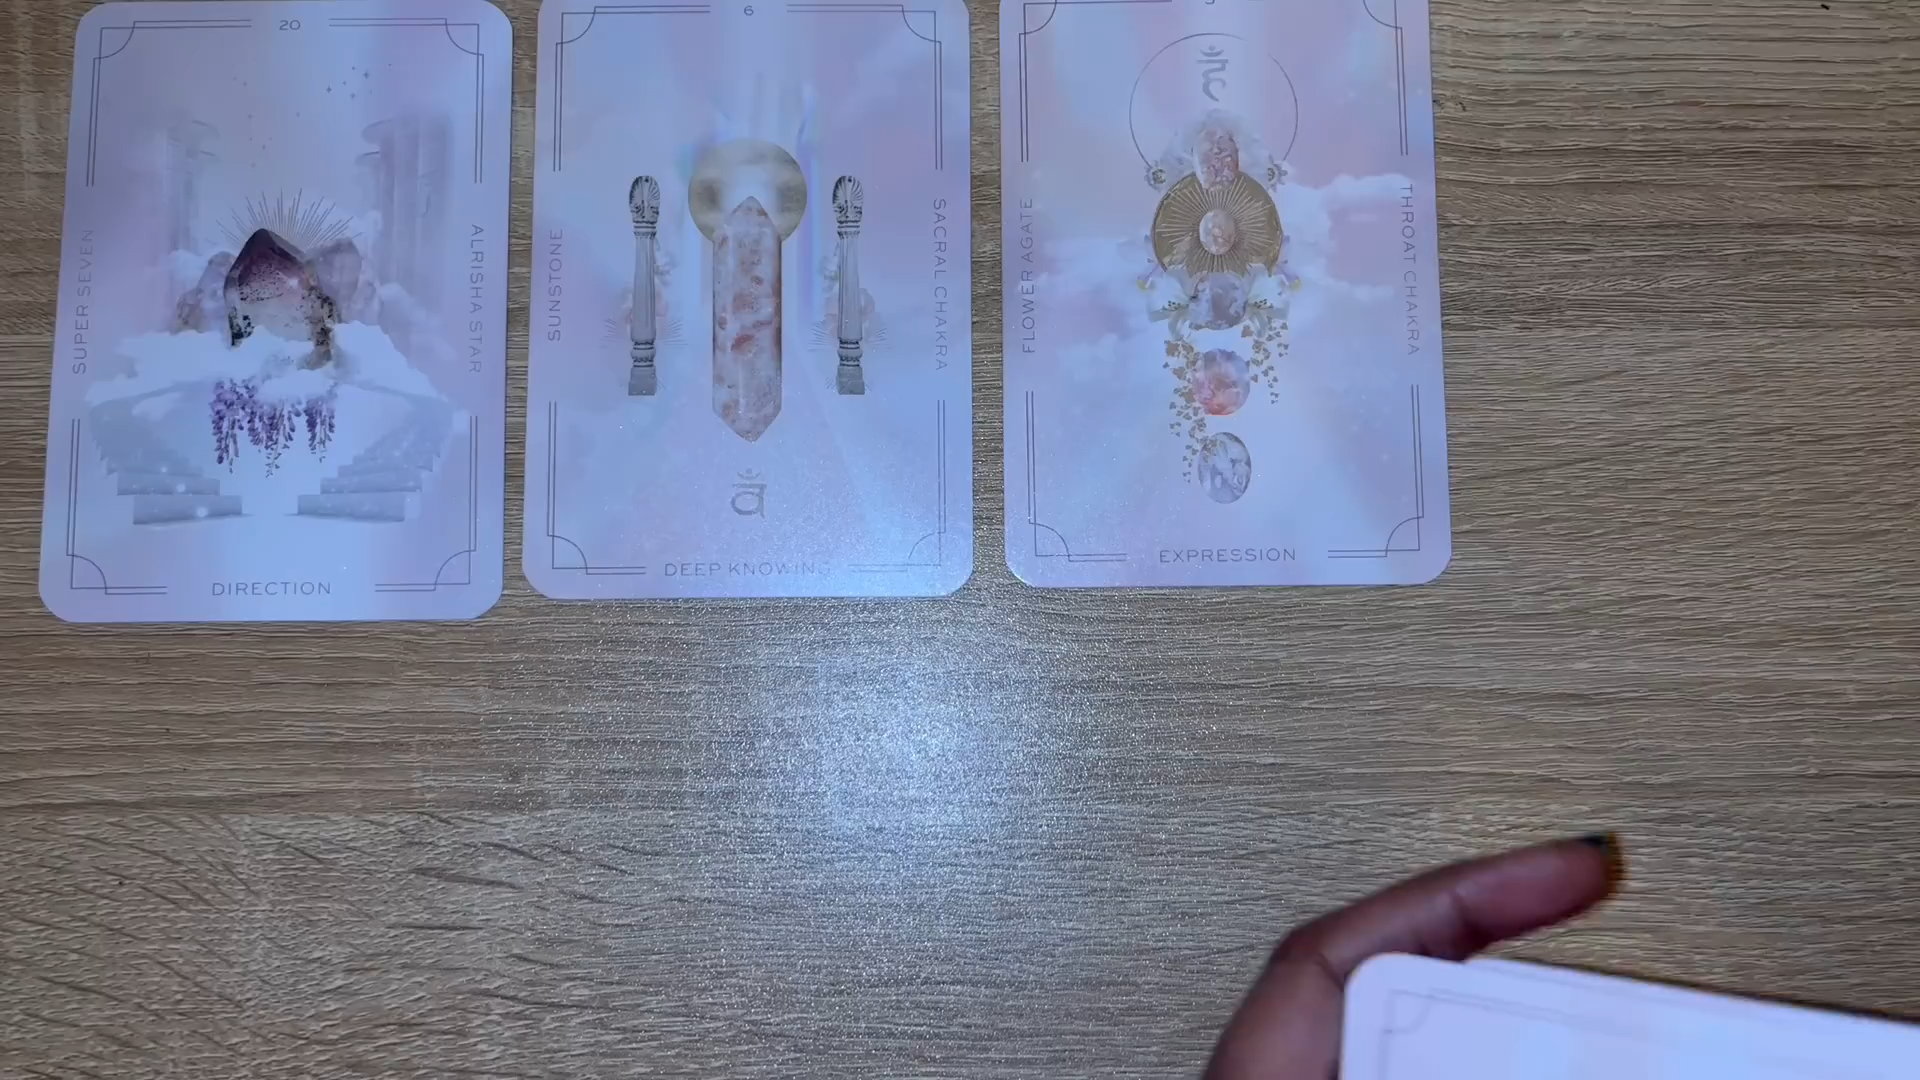 20
SUPER SEVEN
ALRISHA STAR
DIRECTION
6
SUNSTONE
SACRAL CHAKRA
वं
DEEP KNOWING
FLOWER AGATE
THROAT CHAKRA
EXPRESSION